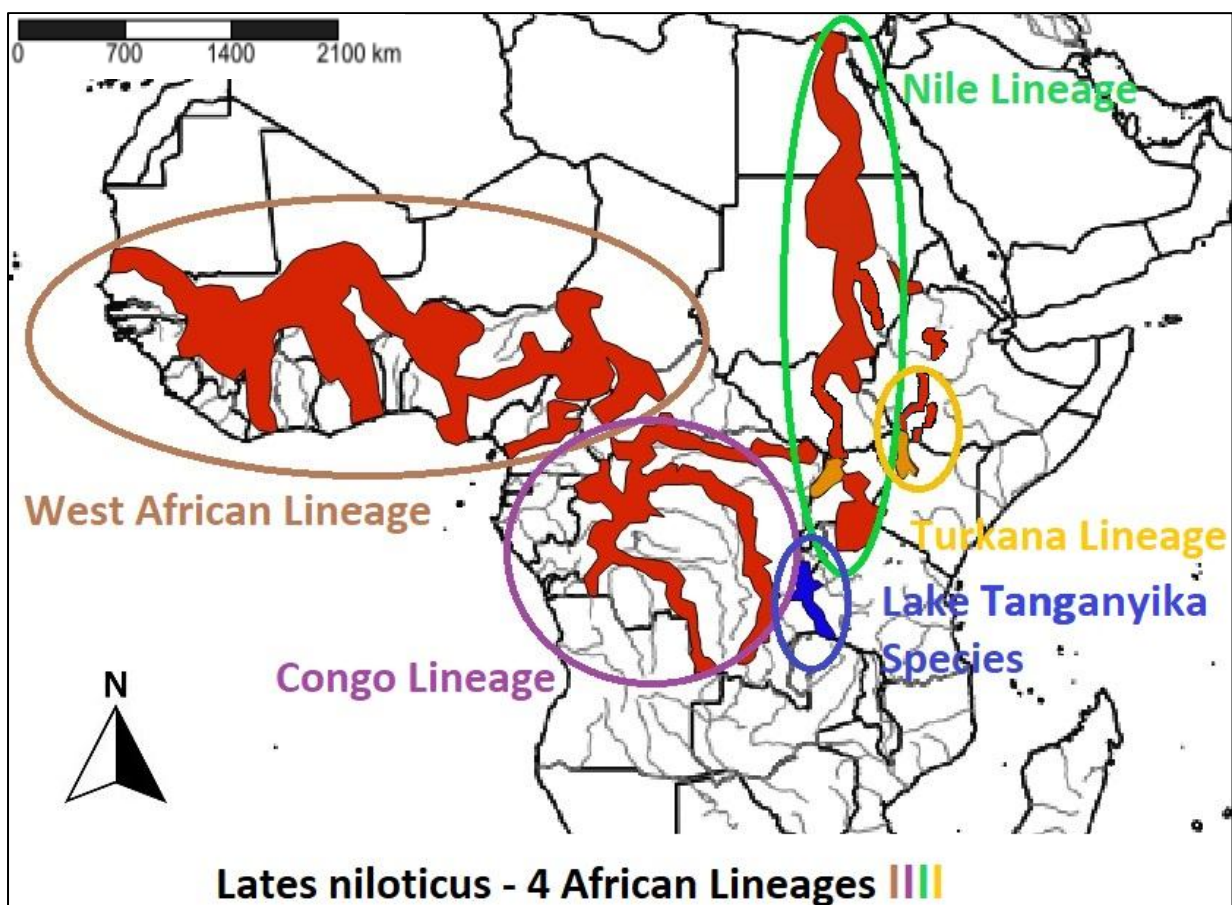 0 700 1400 2100 km
Nile Lineage
West African Lineage
Turkana Lineage
Lake Tanganyika
Species
Congo Lineage
N
Lates niloticus - 4 African Lineages